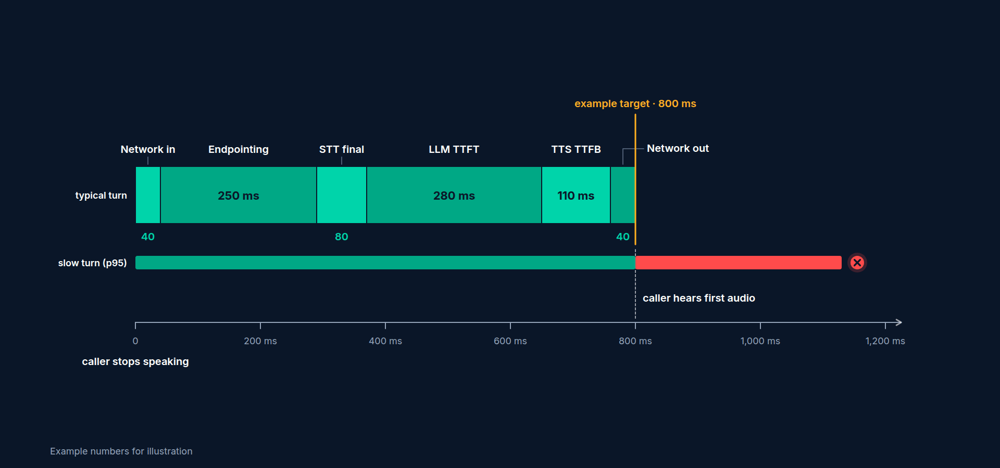 example target · 800 ms
Network in
Endpointing
STT final
LLM TTFT
TTS TTFB
Network out
typical turn
250 ms
280 ms
110 ms
40
80
40
slow turn (p95)
caller hears first audio
0
200 ms
400 ms
600 ms
800 ms
1,000 ms
1,200 ms
caller stops speaking
Example numbers for illustration